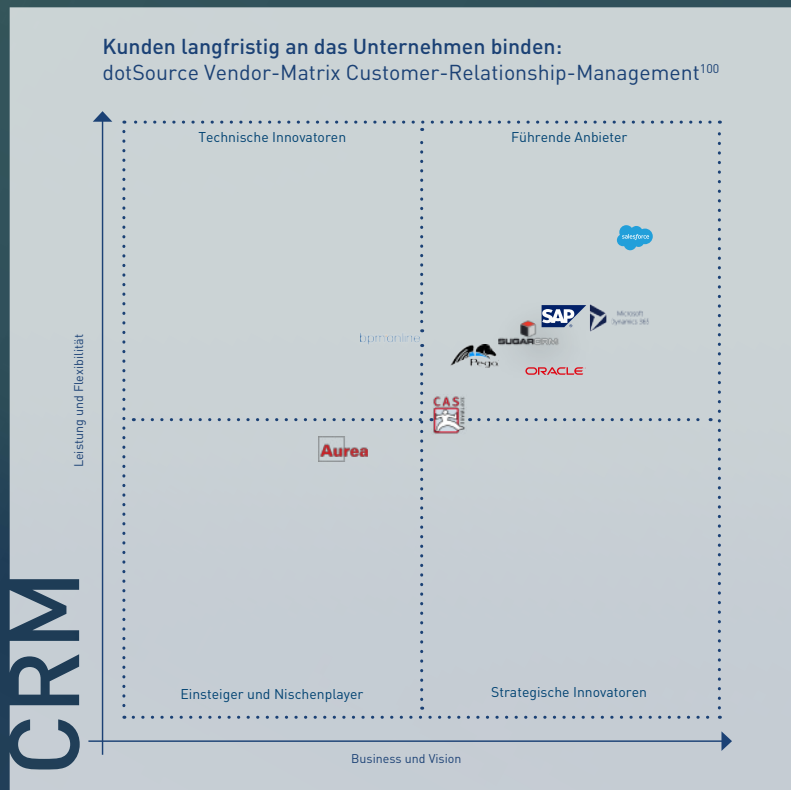 Kunden langfristig an das Unternehmen binden:
dotSource Vendor-Matrix Customer-Relationship-Management¹⁰⁰
Technische Innovatoren
Führende Anbieter
salesforce
SAP
Microsoft
Dynamics 365
bpmonline
SUGARCRM
Pega
ORACLE
CAS
Aurea
Leistung und Flexibilität
CRM
Einsteiger und Nischenplayer
Strategische Innovatoren
Business und Vision